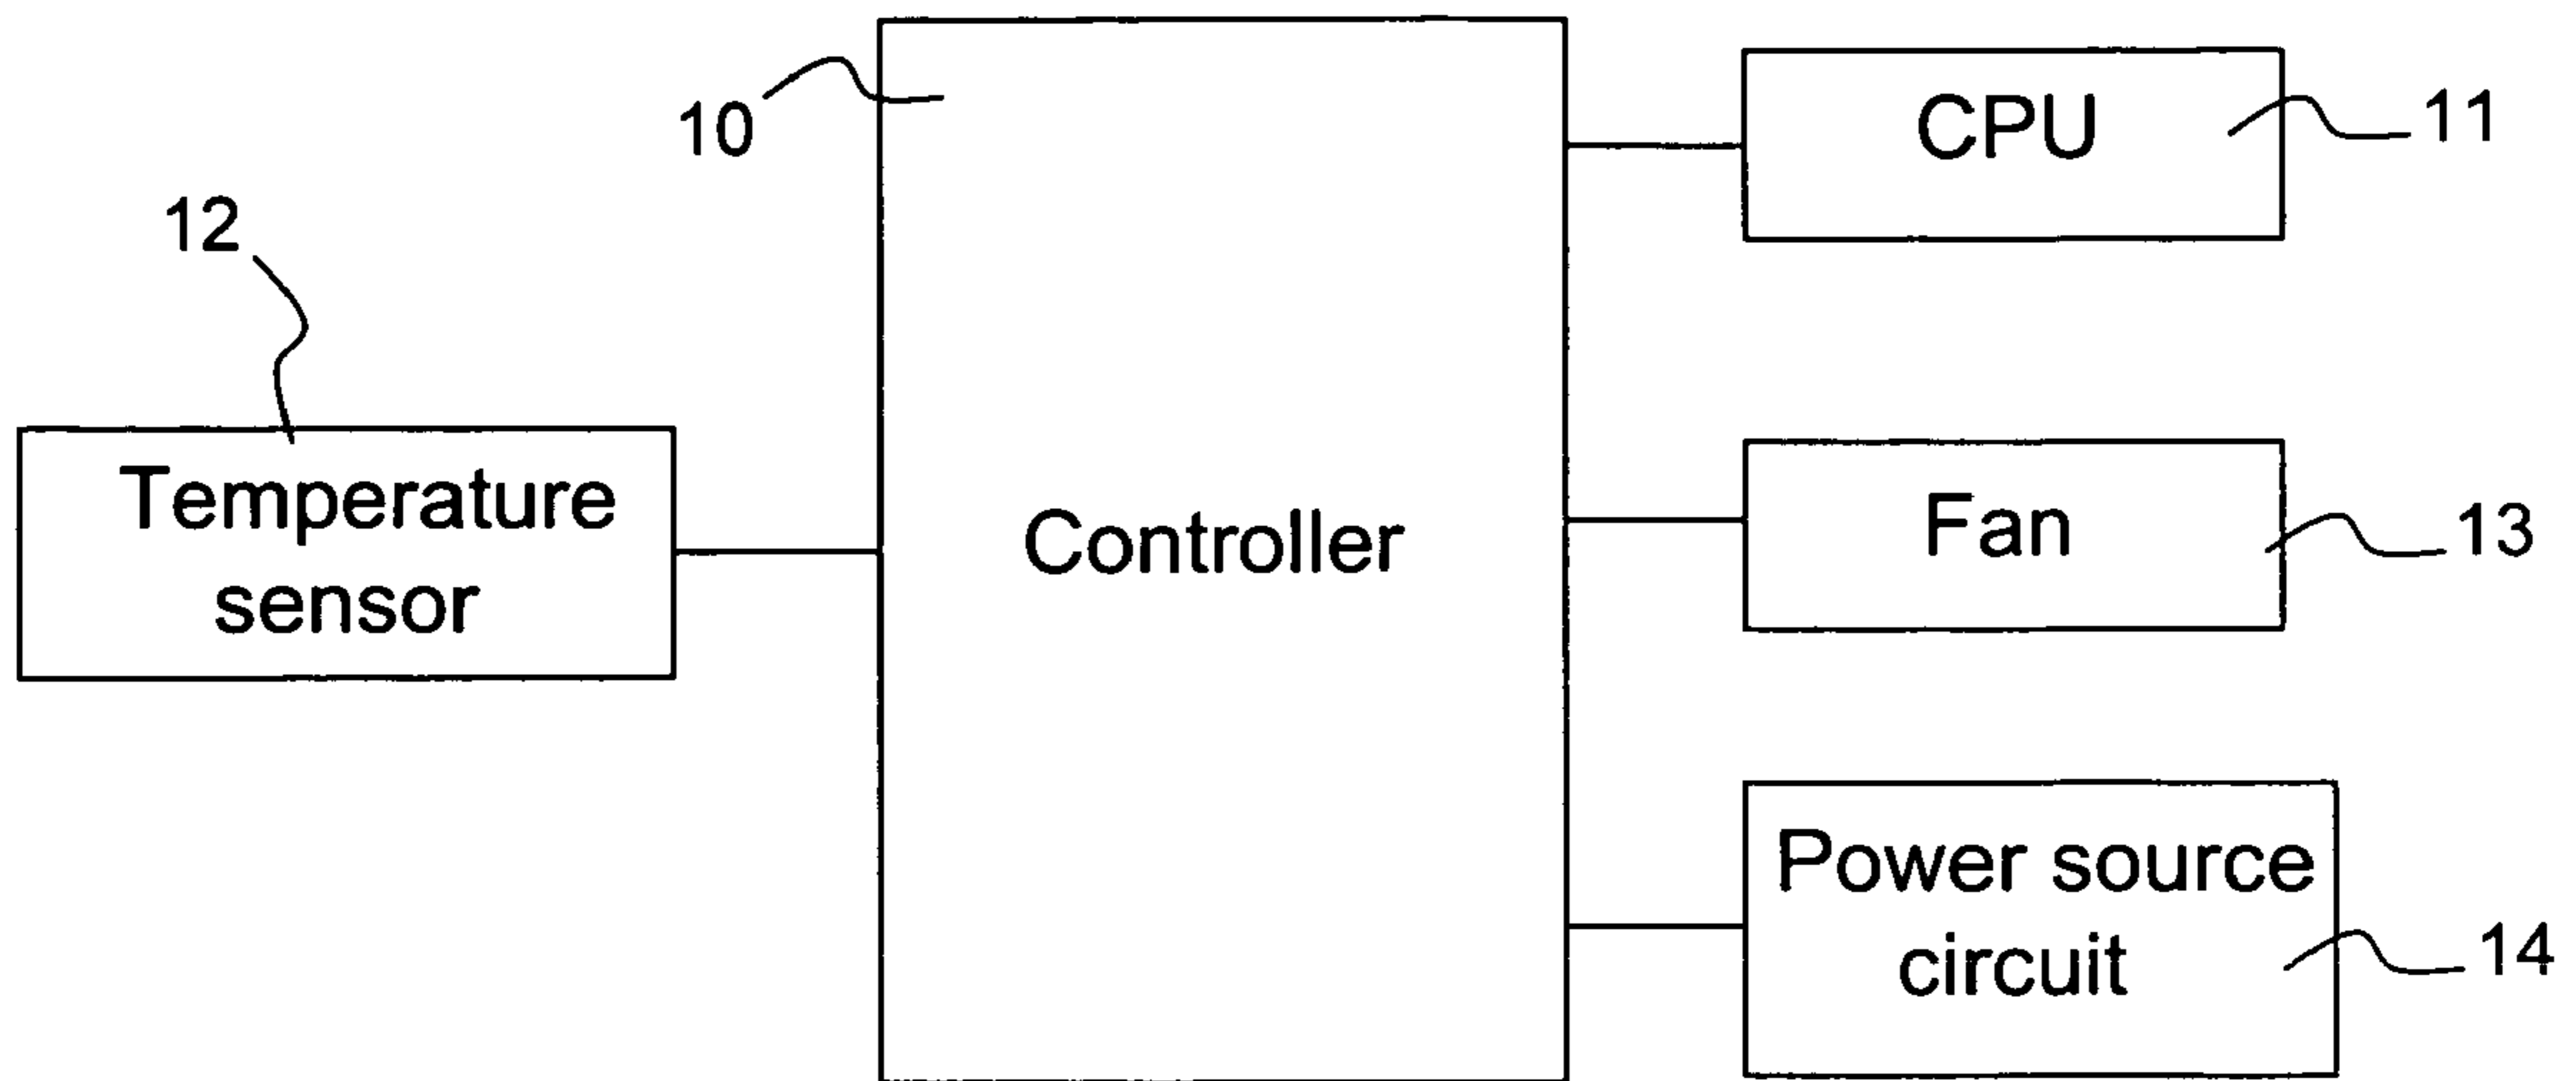 10
CPU
11
12
Temperature
sensor
Controller
Fan
13
Power source
circuit
14